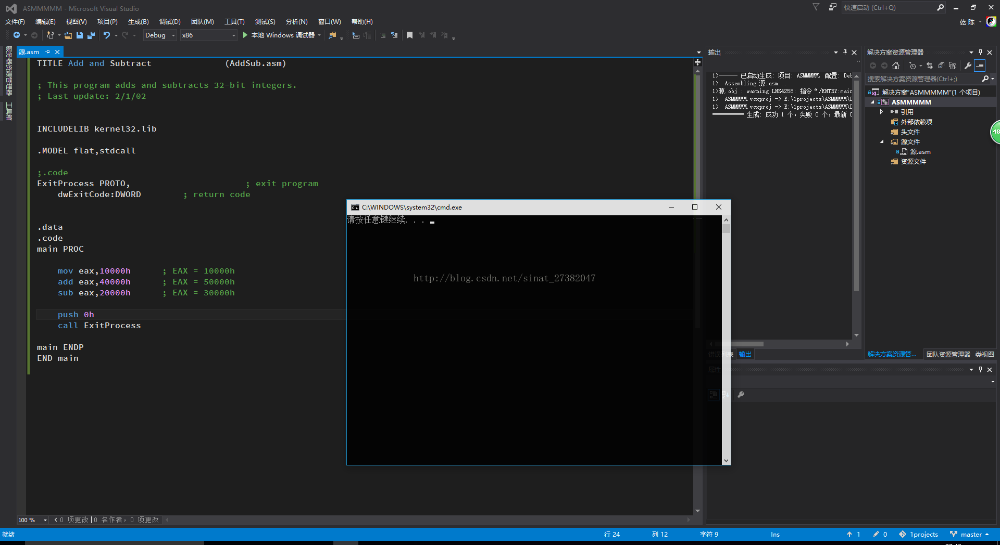 ASMMMMM - Microsoft Visual Studio
快速启动 (Ctrl+Q)
文件(F) 编辑(E) 视图(V) 项目(P) 生成(B) 调试(D) 团队(M) 工具(T) 测试(S) 分析(N) 窗口(W) 帮助(H)
乾 陈
Debug x86 本地 Windows 调试器
服务器资源管理器
工具箱
源.asm
TITLE Add and Subtract (AddSub.asm)
; This program adds and subtracts 32-bit integers.
; Last update: 2/1/02
INCLUDELIB kernel32.lib
.MODEL flat,stdcall
;.code
ExitProcess PROTO, ; exit program
dwExitCode:DWORD ; return code
.data
.code
main PROC
mov eax,10000h ; EAX = 10000h
add eax,40000h ; EAX = 50000h
sub eax,20000h ; EAX = 30000h
push 0h
call ExitProcess
main ENDP
END main
C:\WINDOWS\system32\cmd.exe
请按任意键继续. . .
http://blog.csdn.net/sinat_27382047
输出
1>------ 已启动生成: 项目: ASMMMMM, 配置: Deb
1> Assembling 源.asm...
1>源.obj : warning LNK4258: 指令“/ENTRY:main
1> ASMMMMM.vcxproj -> E:\1projects\ASMMMMM\D
1> ASMMMMM.vcxproj -> E:\1projects\ASMMMMM\D
========== 生成: 成功 1 个，失败 0 个，最新 0
错误列表 输出
解决方案资源管理器
搜索解决方案资源管理器(Ctrl+;)
解决方案"ASMMMMM"(1 个项目)
ASMMMMM
引用
外部依赖项
头文件
源文件
源.asm
资源文件
48
解决方案资源管... 团队资源管理器 类视图
属性
100 % 0 项更改 | 0 名作者，0 项更改
就绪 行 24 列 12 字符 9 Ins 1 0 1projects master